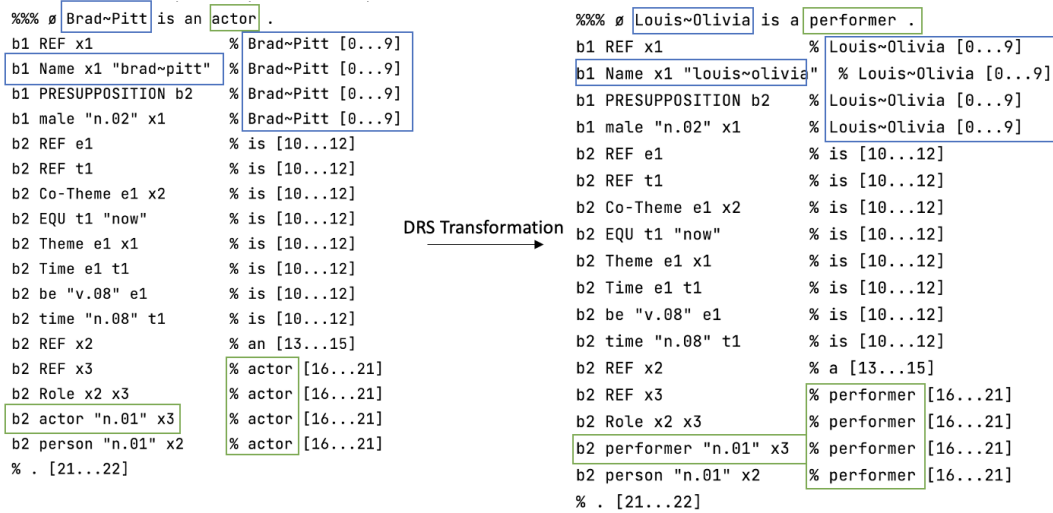 %%% ø Brad~Pitt is an actor .
b1 REF x1 % Brad~Pitt [0...9]
b1 Name x1 "brad~pitt" % Brad~Pitt [0...9]
b1 PRESUPPOSITION b2 % Brad~Pitt [0...9]
b1 male "n.02" x1 % Brad~Pitt [0...9]
b2 REF e1 % is [10...12]
b2 REF t1 % is [10...12]
b2 Co-Theme e1 x2 % is [10...12]
b2 EQU t1 "now" % is [10...12]
b2 Theme e1 x1 % is [10...12]
b2 Time e1 t1 % is [10...12]
b2 be "v.08" e1 % is [10...12]
b2 time "n.08" t1 % is [10...12]
b2 REF x2 % an [13...15]
b2 REF x3 % actor [16...21]
b2 Role x2 x3 % actor [16...21]
b2 actor "n.01" x3 % actor [16...21]
b2 person "n.01" x2 % actor [16...21]
% . [21...22]
DRS Transformation
%%% ø Louis~Olivia is a performer .
b1 REF x1 % Louis~Olivia [0...9]
b1 Name x1 "louis~olivia" % Louis~Olivia [0...9]
b1 PRESUPPOSITION b2 % Louis~Olivia [0...9]
b1 male "n.02" x1 % Louis~Olivia [0...9]
b2 REF e1 % is [10...12]
b2 REF t1 % is [10...12]
b2 Co-Theme e1 x2 % is [10...12]
b2 EQU t1 "now" % is [10...12]
b2 Theme e1 x1 % is [10...12]
b2 Time e1 t1 % is [10...12]
b2 be "v.08" e1 % is [10...12]
b2 time "n.08" t1 % is [10...12]
b2 REF x2 % a [13...15]
b2 REF x3 % performer [16...21]
b2 Role x2 x3 % performer [16...21]
b2 performer "n.01" x3 % performer [16...21]
b2 person "n.01" x2 % performer [16...21]
% . [21...22]